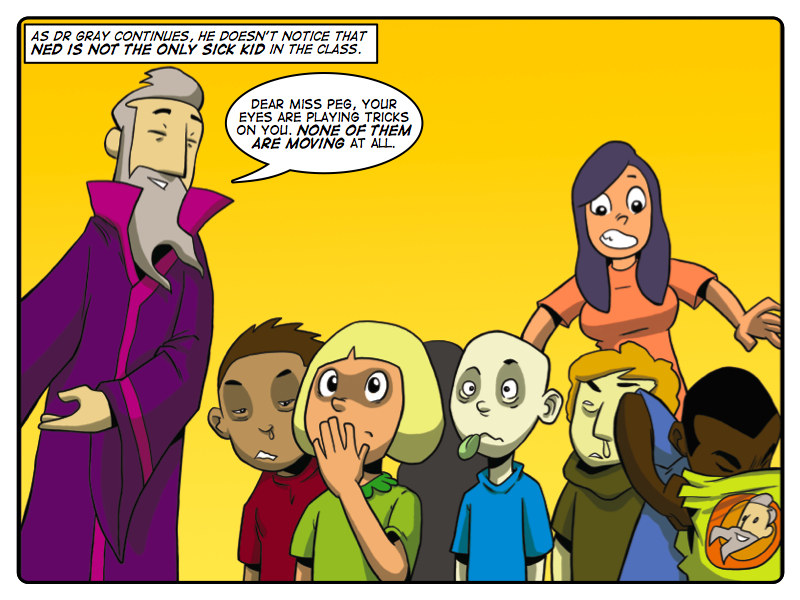 AS DR GRAY CONTINUES, HE DOESN'T NOTICE THAT
NED IS NOT THE ONLY SICK KID IN THE CLASS.
DEAR MISS PEG, YOUR
EYES ARE PLAYING TRICKS
ON YOU. NONE OF THEM
ARE MOVING AT ALL.